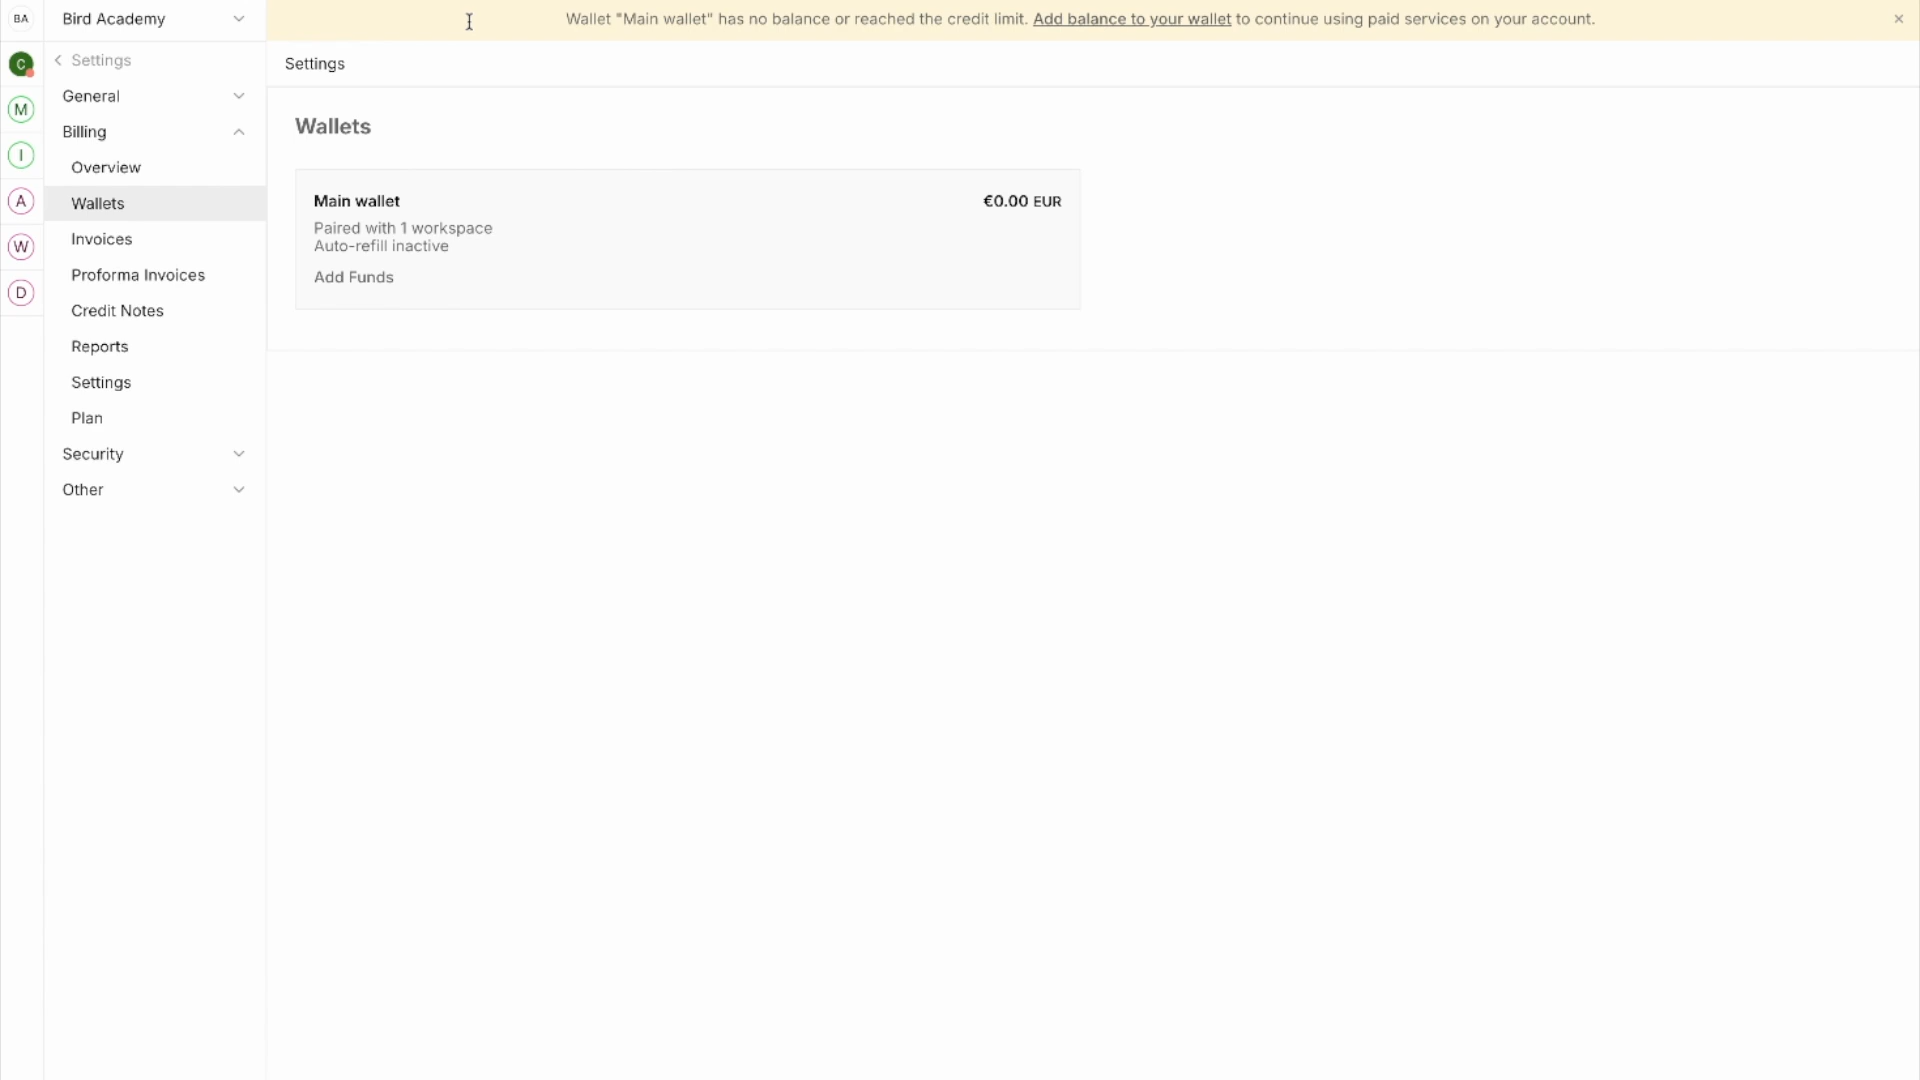 BA
Bird Academy
Wallet "Main wallet" has no balance or reached the credit limit. Add balance to your wallet to continue using paid services on your account.
C
M
I
A
W
D
Settings
General
Billing
Overview
Wallets
Invoices
Proforma Invoices
Credit Notes
Reports
Settings
Plan
Security
Other
Settings
Wallets
Main wallet €0.00 EUR
Paired with 1 workspace
Auto-refill inactive
Add Funds